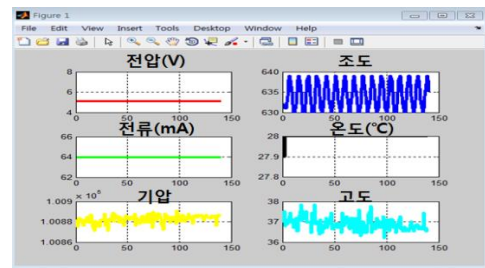 Figure 1
File Edit View Insert Tools Desktop Window Help
전압(V)
8
6
4
0 50 100 150
조도
640
635
630
0 50 100 150
전류(mA)
66
64
62
0 50 100 150
온도(℃)
28
27.9
27.8
0 50 100 150
기압
× 10⁵
1.009
1.0088
1.0086
0 50 100 150
고도
38
37
36
0 50 100 150